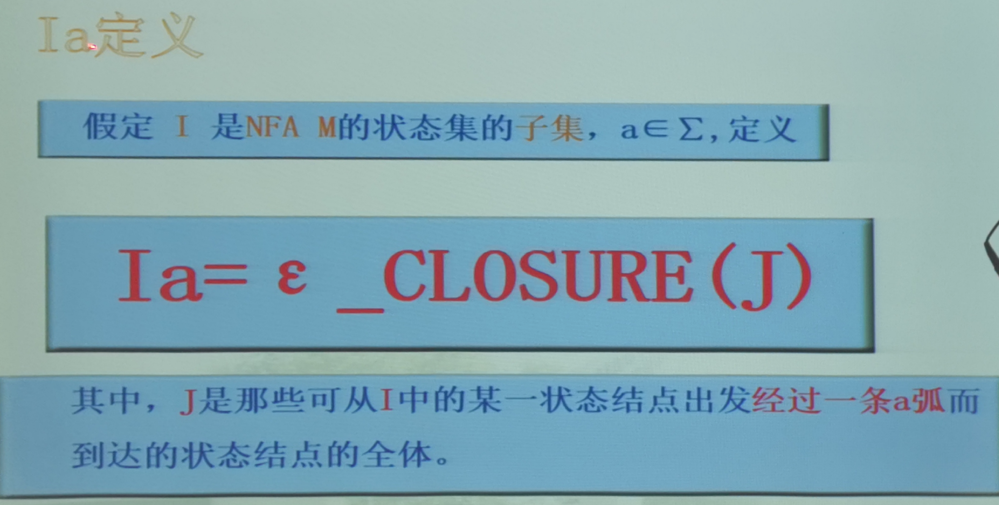 Ia定义
假定 I 是NFA M的状态集的子集，a∈∑,定义
Ia=ε_CLOSURE(J)
其中，J是那些可从I中的某一状态结点出发经过一条a弧而
到达的状态结点的全体。